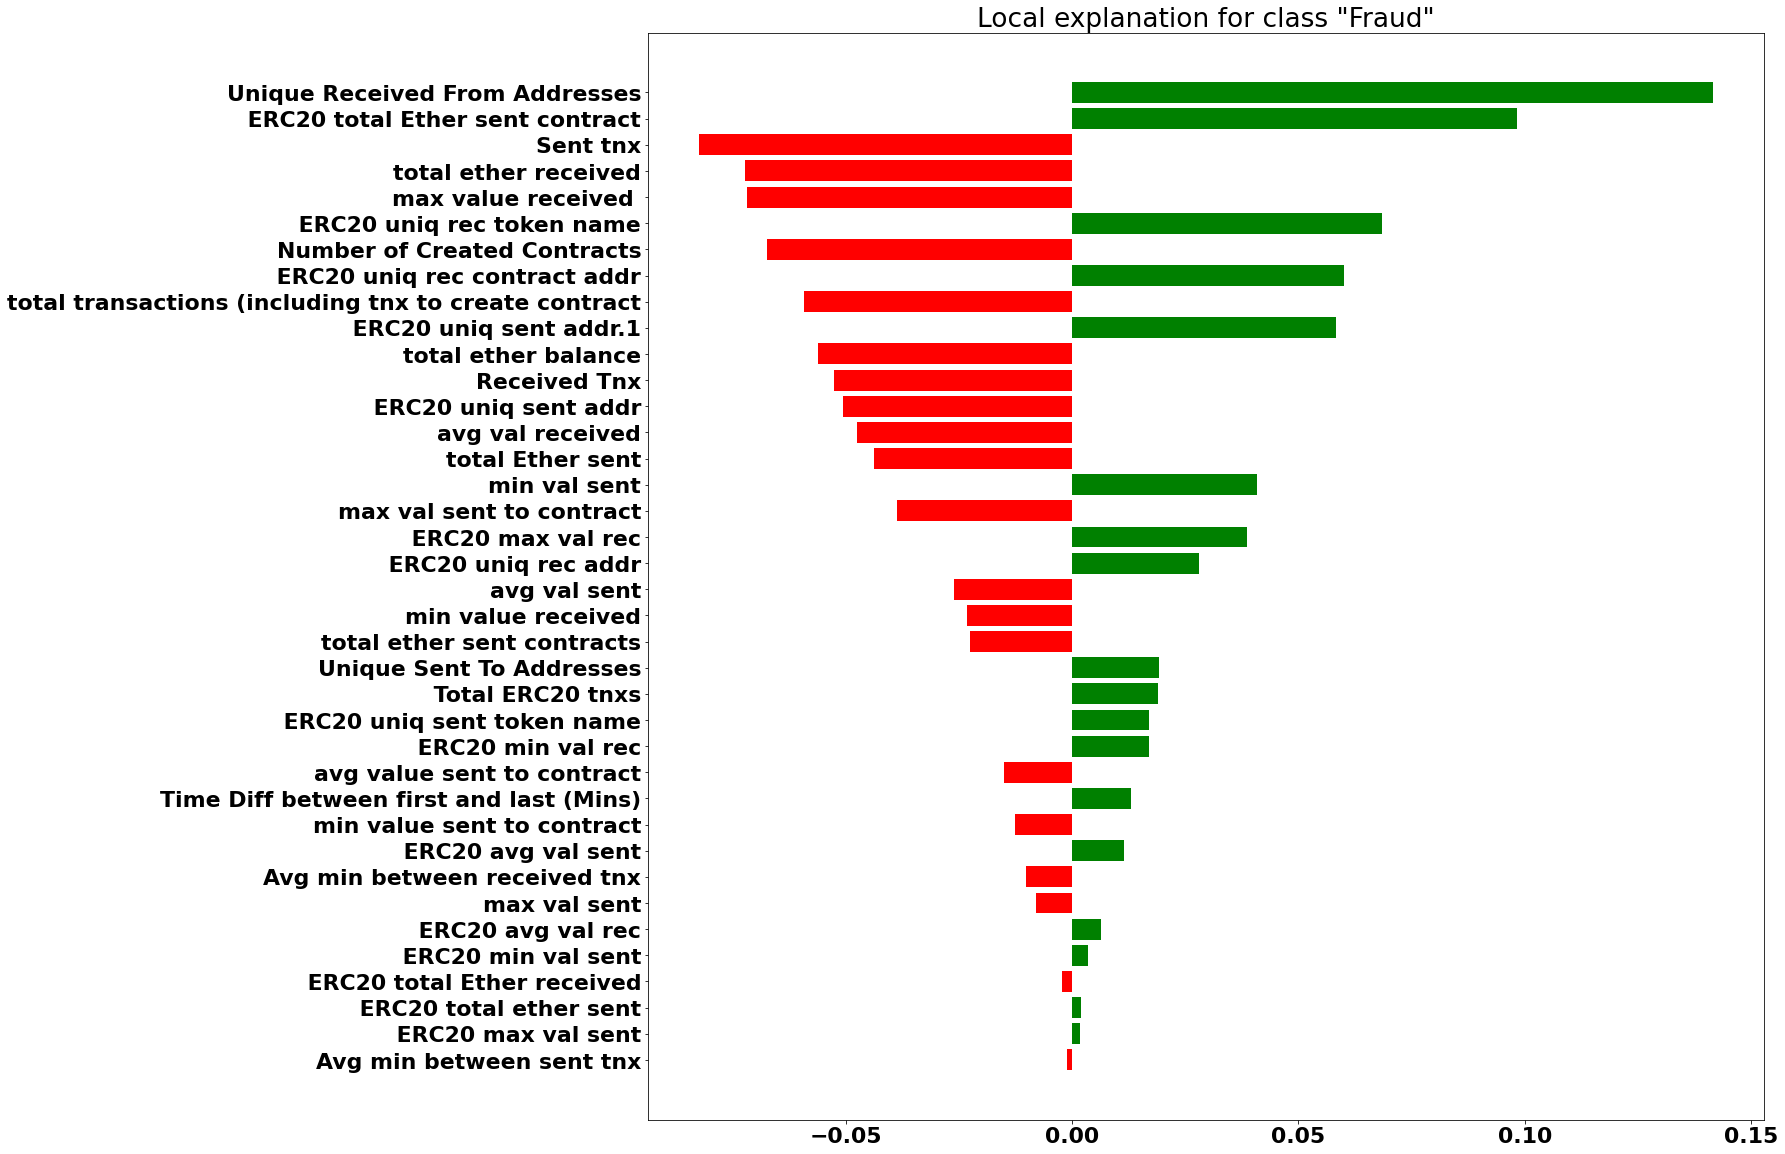 Local explanation for class "Fraud"
Unique Received From Addresses
ERC20 total Ether sent contract
Sent tnx
total ether received
max value received
ERC20 uniq rec token name
Number of Created Contracts
ERC20 uniq rec contract addr
total transactions (including tnx to create contract
ERC20 uniq sent addr.1
total ether balance
Received Tnx
ERC20 uniq sent addr
avg val received
total Ether sent
min val sent
max val sent to contract
ERC20 max val rec
ERC20 uniq rec addr
avg val sent
min value received
total ether sent contracts
Unique Sent To Addresses
Total ERC20 tnxs
ERC20 uniq sent token name
ERC20 min val rec
avg value sent to contract
Time Diff between first and last (Mins)
min value sent to contract
ERC20 avg val sent
Avg min between received tnx
max val sent
ERC20 avg val rec
ERC20 min val sent
ERC20 total Ether received
ERC20 total ether sent
ERC20 max val sent
Avg min between sent tnx
−0.05 0.00 0.05 0.10 0.15